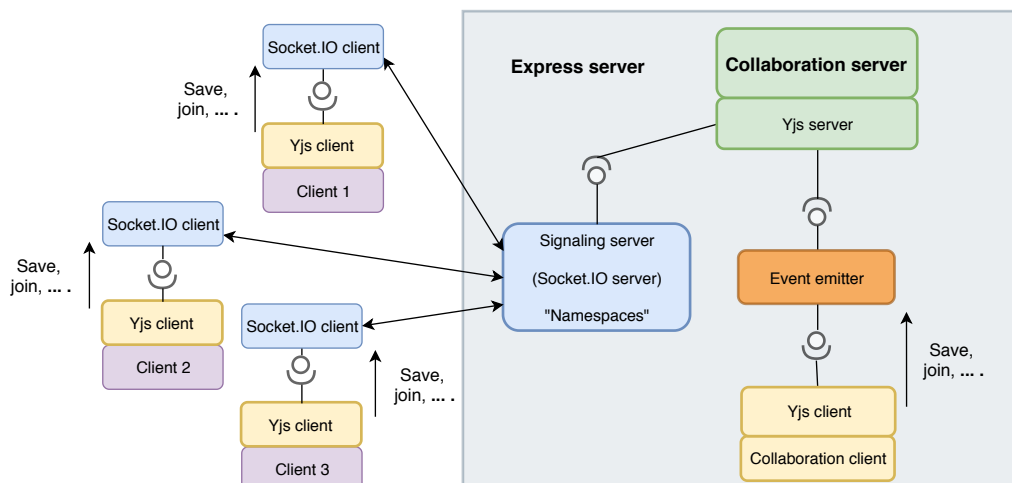 Socket.IO client
Save,
join, ... .
Yjs client
Client 1
Socket.IO client
Save,
join, ... .
Yjs client
Client 2
Socket.IO client
Save,
join, ... .
Yjs client
Client 3
Express server
Collaboration server
Yjs server
Signaling server
(Socket.IO server)
"Namespaces"
Event emitter
Save,
join, ... .
Yjs client
Collaboration client